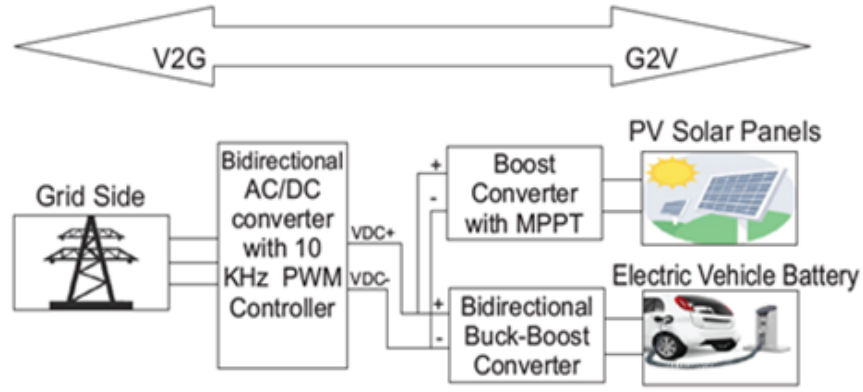 V2G
G2V
Grid Side
Bidirectional
AC/DC
converter
with 10
KHz PWM
Controller
VDC+
VDC-
+
-
Boost
Converter
with MPPT
PV Solar Panels
+
-
Bidirectional
Buck-Boost
Converter
Electric Vehicle Battery